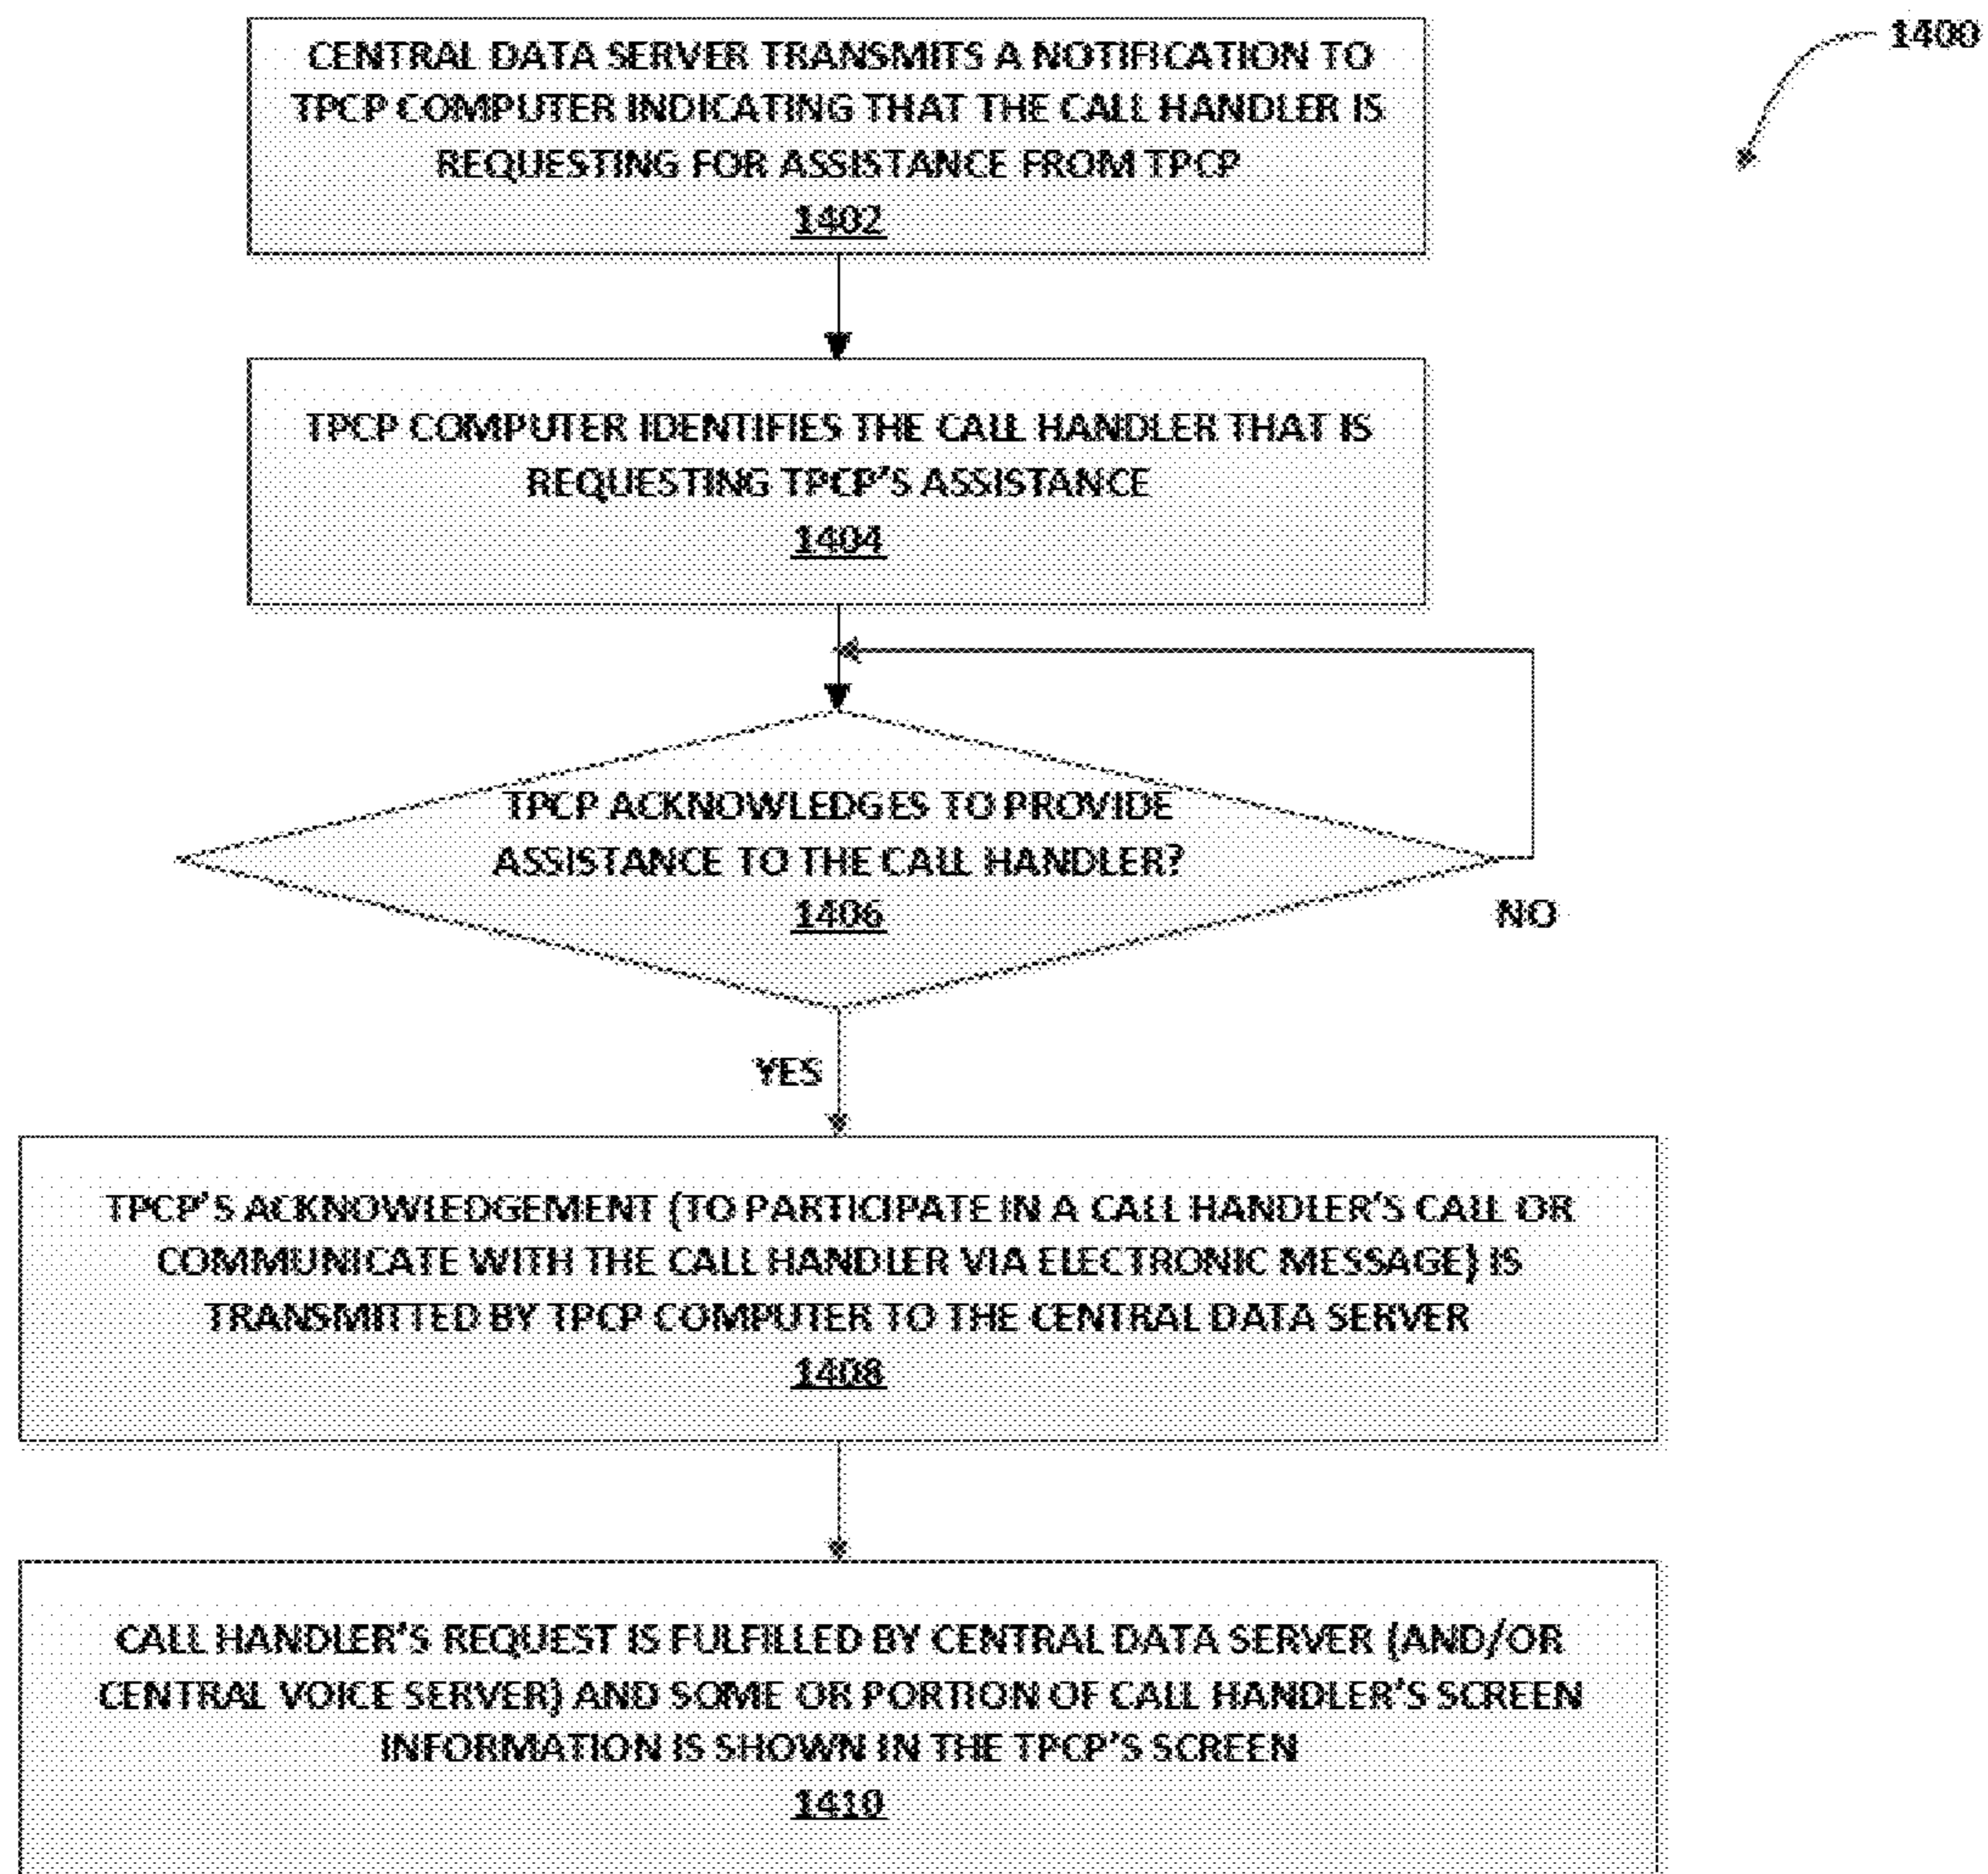 1400
CENTRAL DATA SERVER TRANSMITS A NOTIFICATION TO
TPCP COMPUTER INDICATING THAT THE CALL HANDLER IS
REQUESTING FOR ASSISTANCE FROM TPCP
1402
TPCP COMPUTER IDENTIFIES THE CALL HANDLER THAT IS
REQUESTING TPCP'S ASSISTANCE
1404
TPCP ACKNOWLEDGES TO PROVIDE
ASSISTANCE TO THE CALL HANDLER?
1406
NO
YES
TPCP'S ACKNOWLEDGEMENT (TO PARTICIPATE IN A CALL HANDLER'S CALL OR
COMMUNICATE WITH THE CALL HANDLER VIA ELECTRONIC MESSAGE) IS
TRANSMITTED BY TPCP COMPUTER TO THE CENTRAL DATA SERVER
1408
CALL HANDLER'S REQUEST IS FULFILLED BY CENTRAL DATA SERVER (AND/OR
CENTRAL VOICE SERVER) AND SOME OR PORTION OF CALL HANDLER'S SCREEN
INFORMATION IS SHOWN IN THE TPCP'S SCREEN
1410